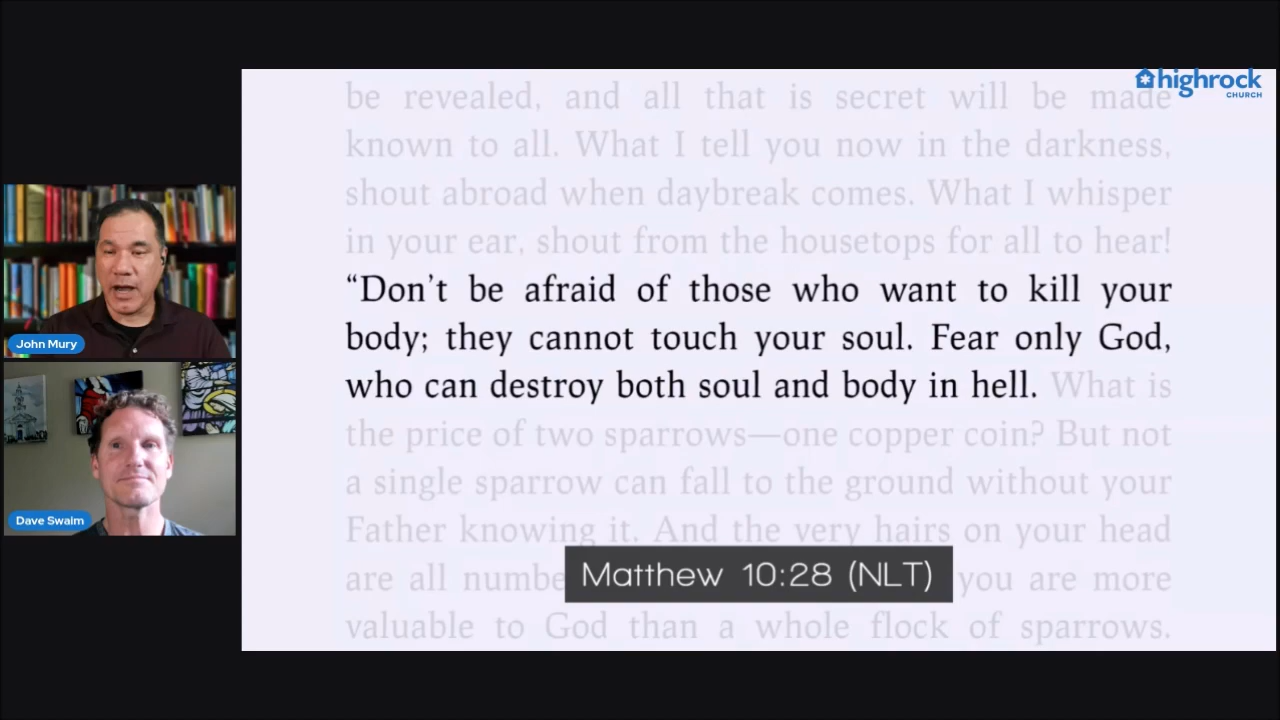 highrock
CHURCH
be revealed, and all that is secret will be made
known to all. What I tell you now in the darkness,
shout abroad when daybreak comes. What I whisper
in your ear, shout from the housetops for all to hear!
“Don’t be afraid of those who want to kill your
body; they cannot touch your soul. Fear only God,
who can destroy both soul and body in hell. What is
the price of two sparrows—one copper coin? But not
a single sparrow can fall to the ground without your
Father knowing it. And the very hairs on your head
are all numbe you are more
valuable to God than a whole flock of sparrows.
Matthew 10:28 (NLT)
John Mury
Dave Swaim